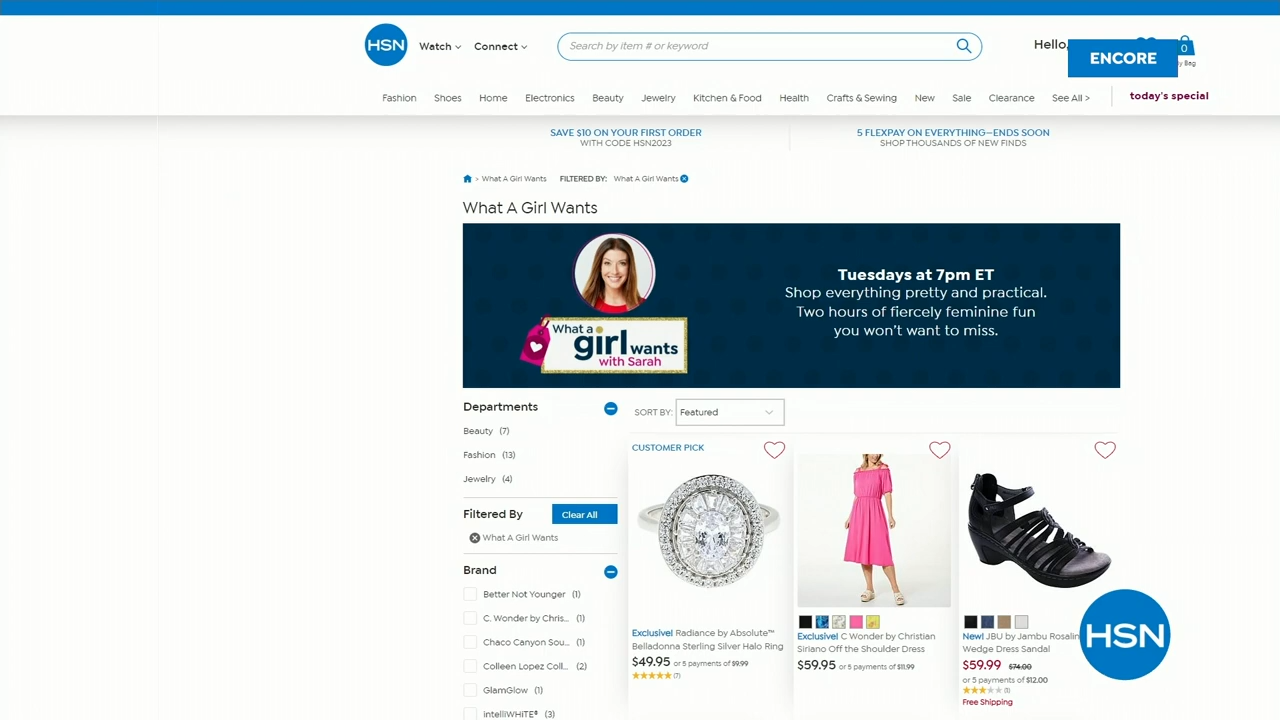 HSN
Watch
Connect
Search by item # or keyword
Hello,
ENCORE
0
Bag
Fashion
Shoes
Home
Electronics
Beauty
Jewelry
Kitchen & Food
Health
Crafts & Sewing
New
Sale
Clearance
See All >
today's special
SAVE $10 ON YOUR FIRST ORDER
WITH CODE HSN2023
5 FLEXPAY ON EVERYTHING—ENDS SOON
SHOP THOUSANDS OF NEW FINDS
> What A Girl Wants
FILTERED BY: What A Girl Wants
What A Girl Wants
What a
girl wants
with Sarah
Tuesdays at 7pm ET
Shop everything pretty and practical.
Two hours of fiercely feminine fun
you won't want to miss.
Departments
Beauty (7)
Fashion (13)
Jewelry (4)
Filtered By
Clear All
What A Girl Wants
Brand
Better Not Younger (1)
C. Wonder by Chris... (1)
Chaco Canyon Sou... (1)
Colleen Lopez Coll... (2)
GlamGlow (1)
intelliWHiTE® (3)
SORT BY: Featured
CUSTOMER PICK
Exclusive! Radiance by Absolute™
Belladonna Sterling Silver Halo Ring
$49.95 or 5 payments of $9.99
(7)
Exclusive! C Wonder by Christian
Siriano Off the Shoulder Dress
$59.95 or 5 payments of $11.99
New! JBU by Jambu Rosalin
Wedge Dress Sandal
$59.99 $74.00
or 5 payments of $12.00
(1)
Free Shipping
HSN